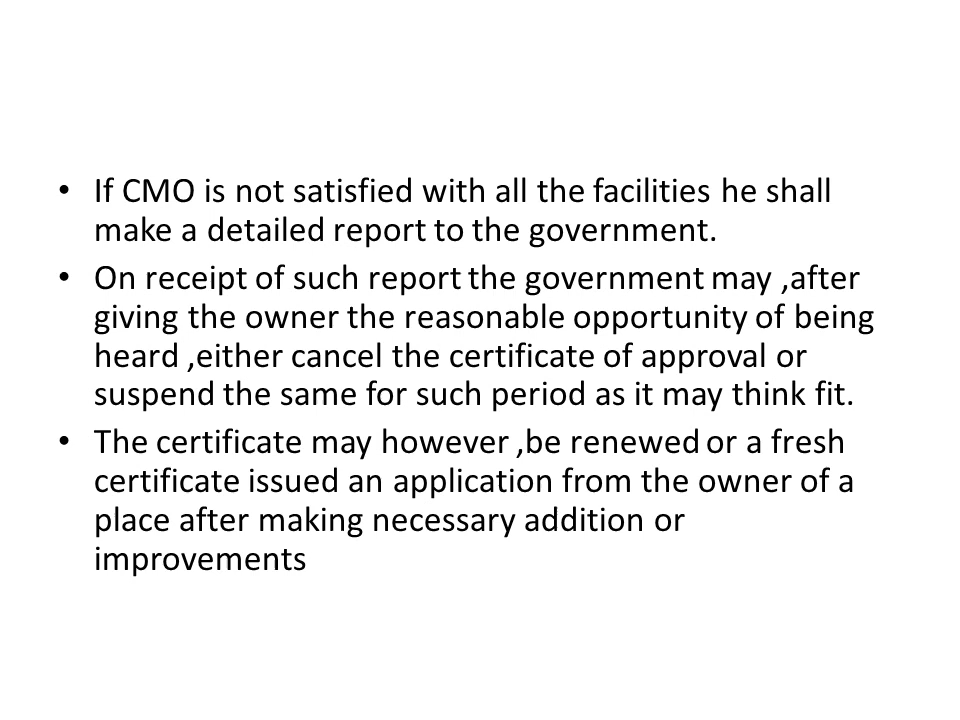 • If CMO is not satisfied with all the facilities he shall
make a detailed report to the government.
• On receipt of such report the government may ,after
giving the owner the reasonable opportunity of being
heard ,either cancel the certificate of approval or
suspend the same for such period as it may think fit.
• The certificate may however ,be renewed or a fresh
certificate issued an application from the owner of a
place after making necessary addition or
improvements